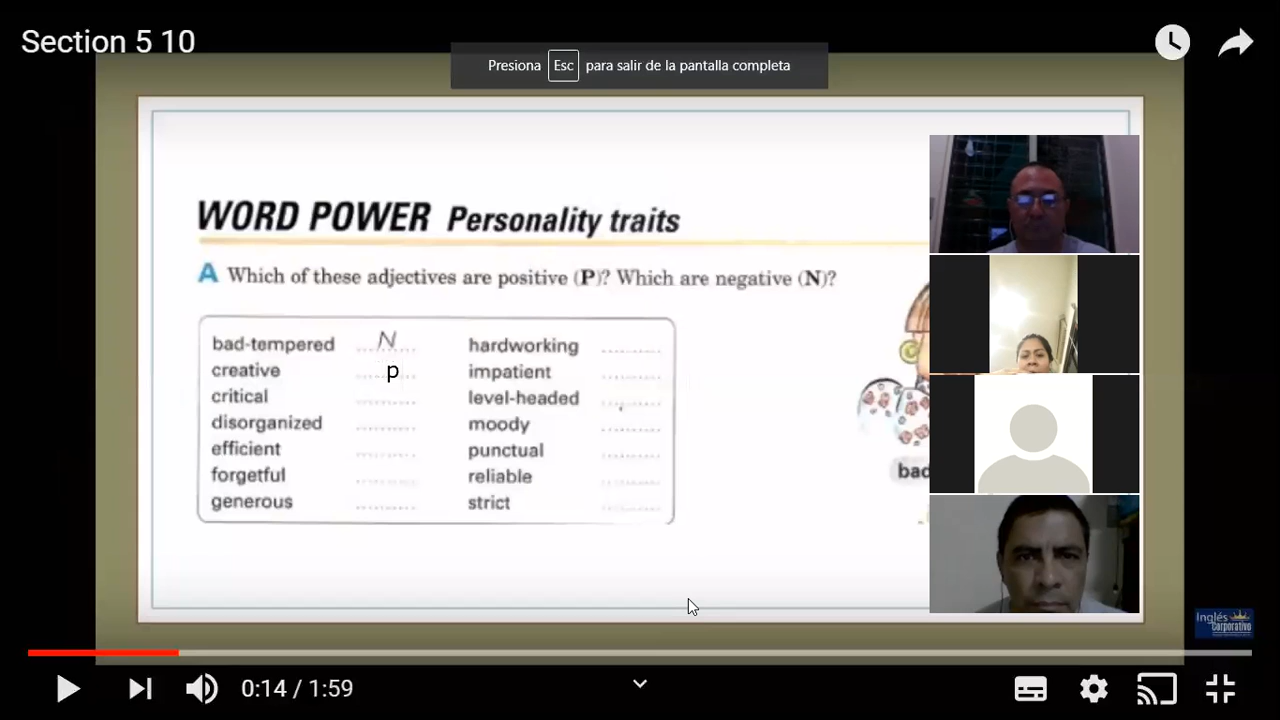 Section 5 10
Presiona Esc para salir de la pantalla completa
WORD POWER Personality traits
A Which of these adjectives are positive (P)? Which are negative (N)?
bad-tempered N hardworking
creative p impatient
critical level-headed
disorganized moody
efficient punctual
forgetful reliable
generous strict
bad
Inglés
Corporativo
0:14 / 1:59